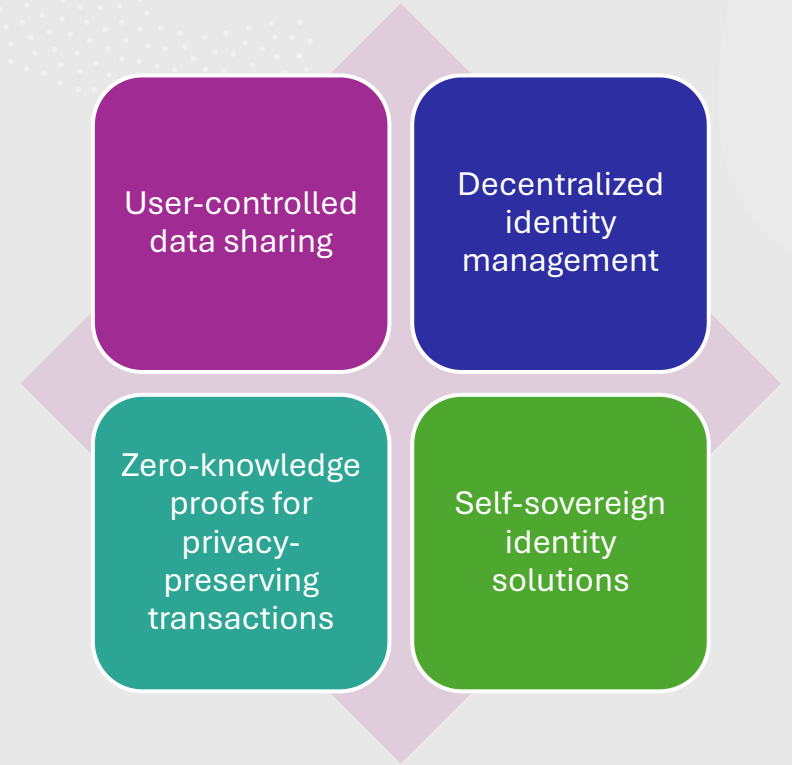 User-controlled
data sharing
Decentralized
identity
management
Zero-knowledge
proofs for
privacy-
preserving
transactions
Self-sovereign
identity
solutions